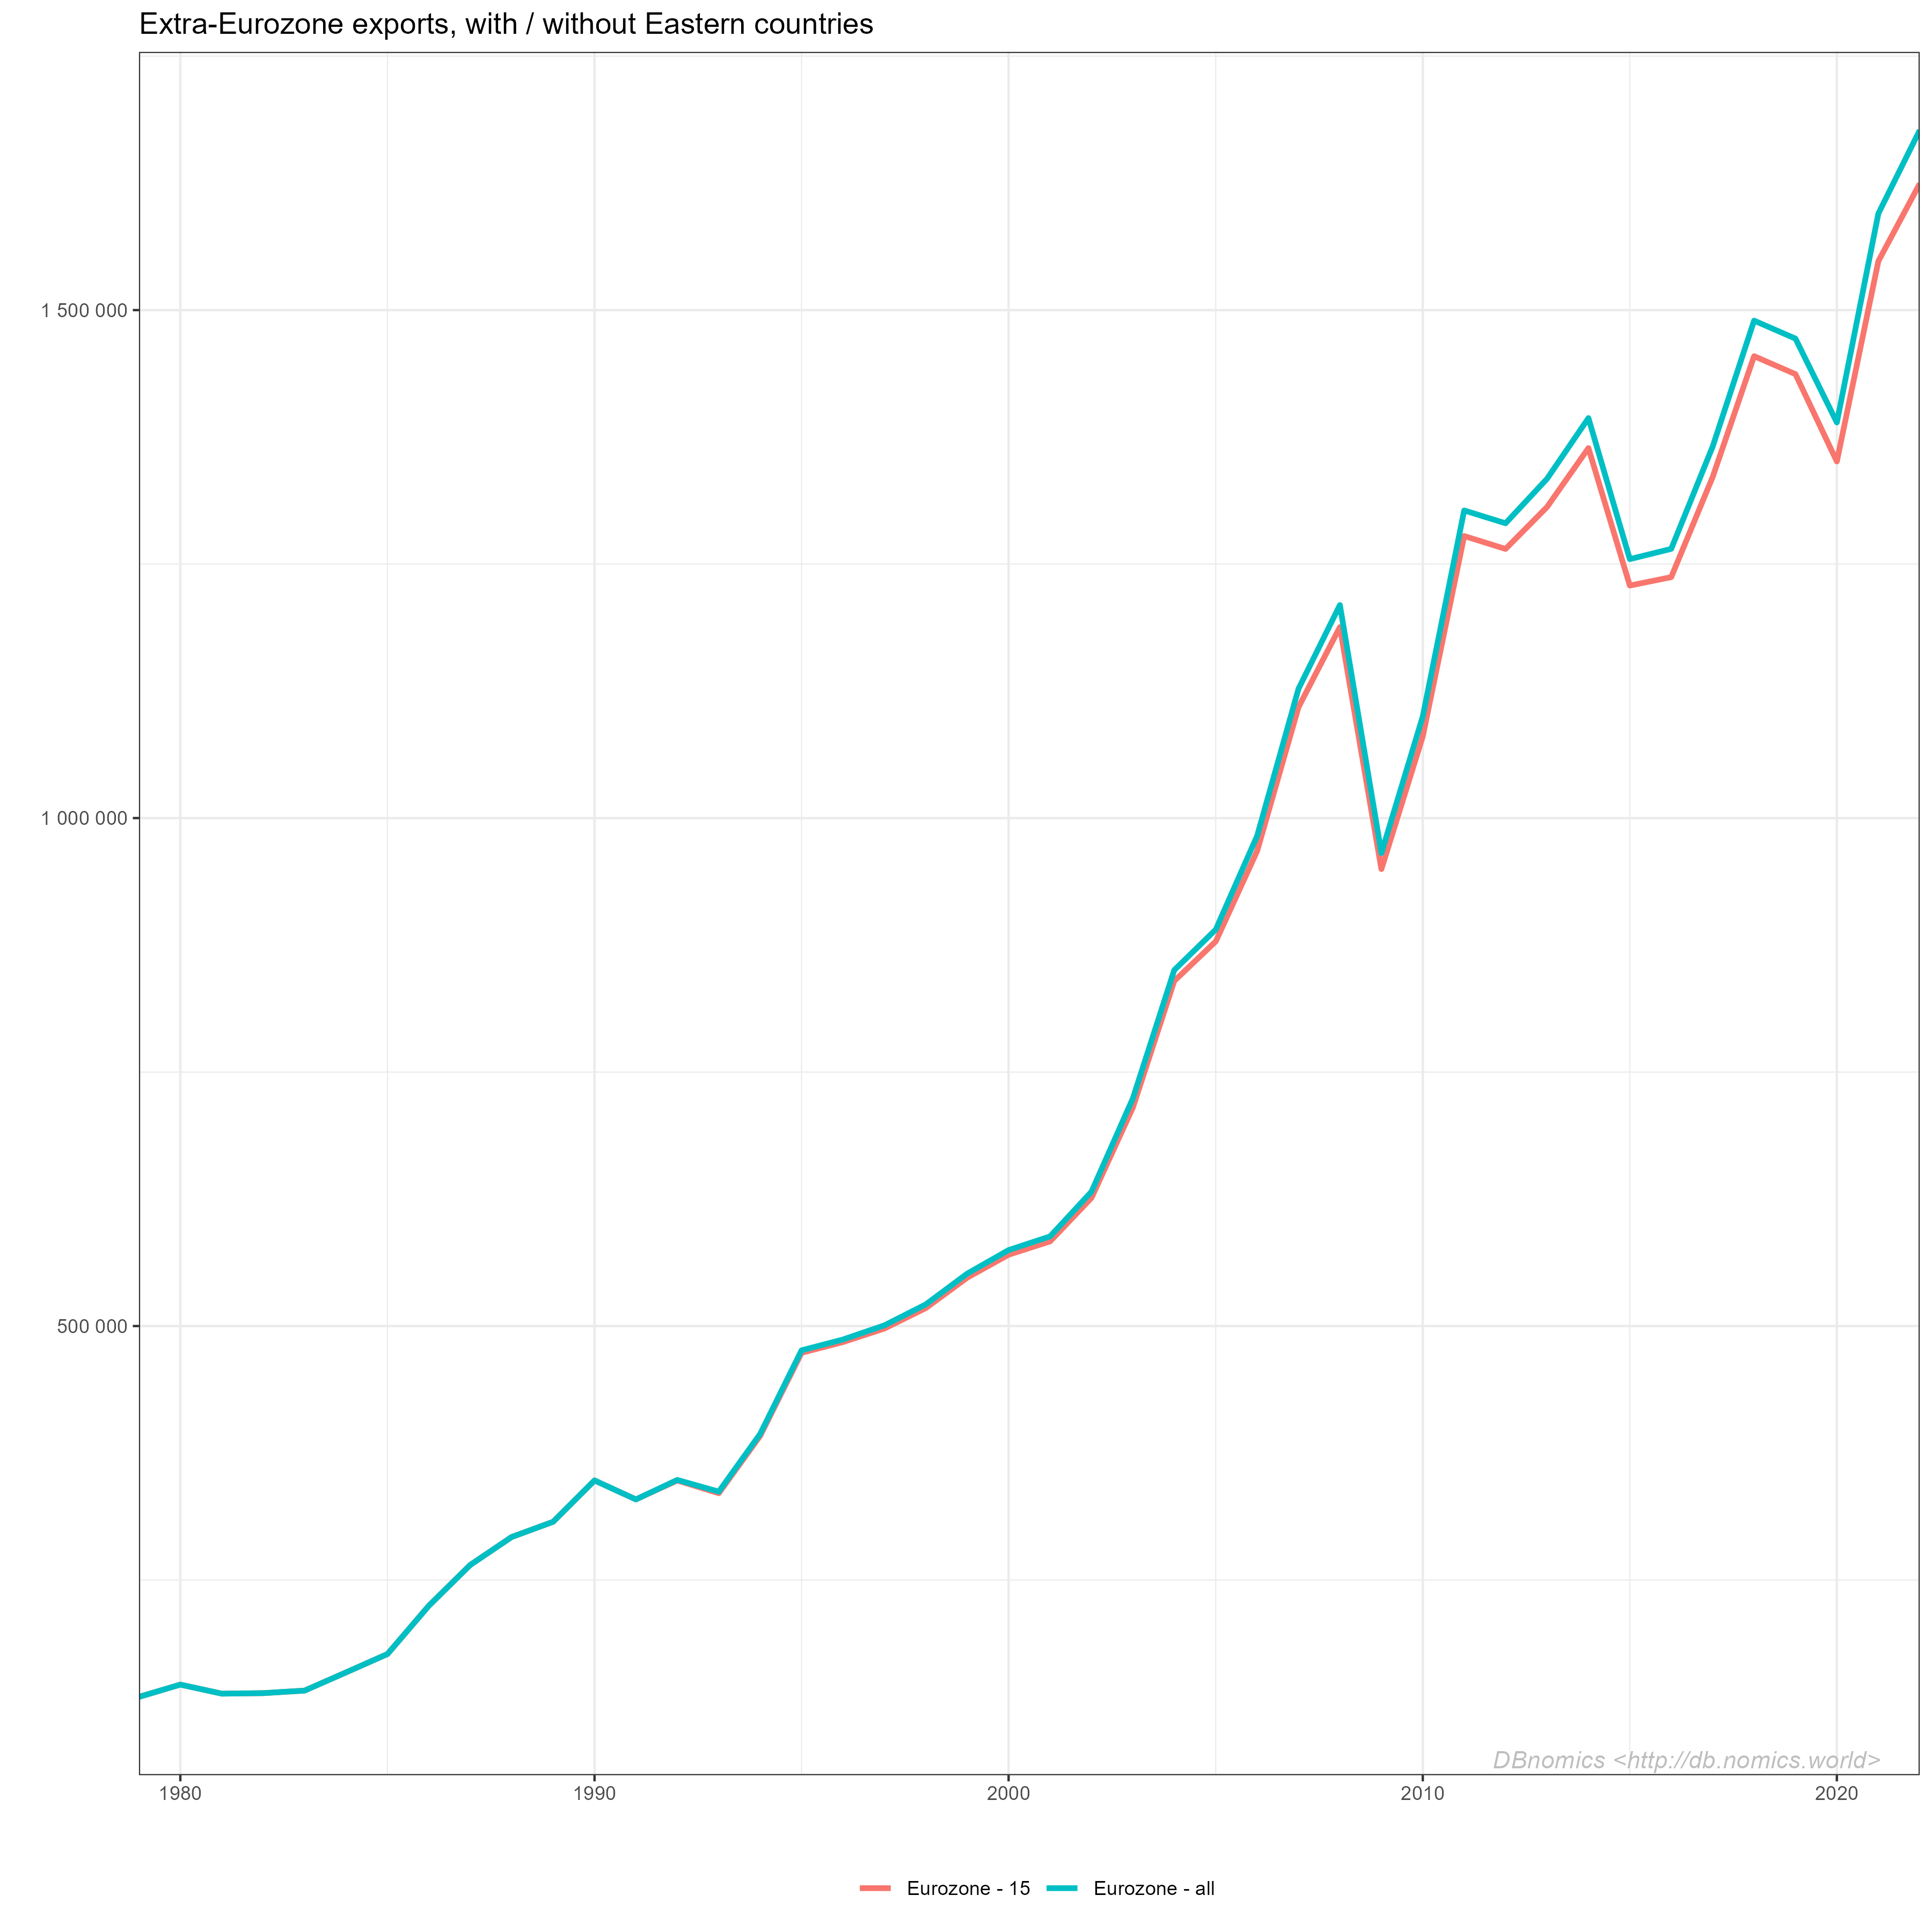 Extra-Eurozone exports, with / without Eastern countries
1 500 000
1 000 000
500 000
DBnomics <http://db.nomics.world>
1980 1990 2000 2010 2020
Eurozone - 15 Eurozone - all